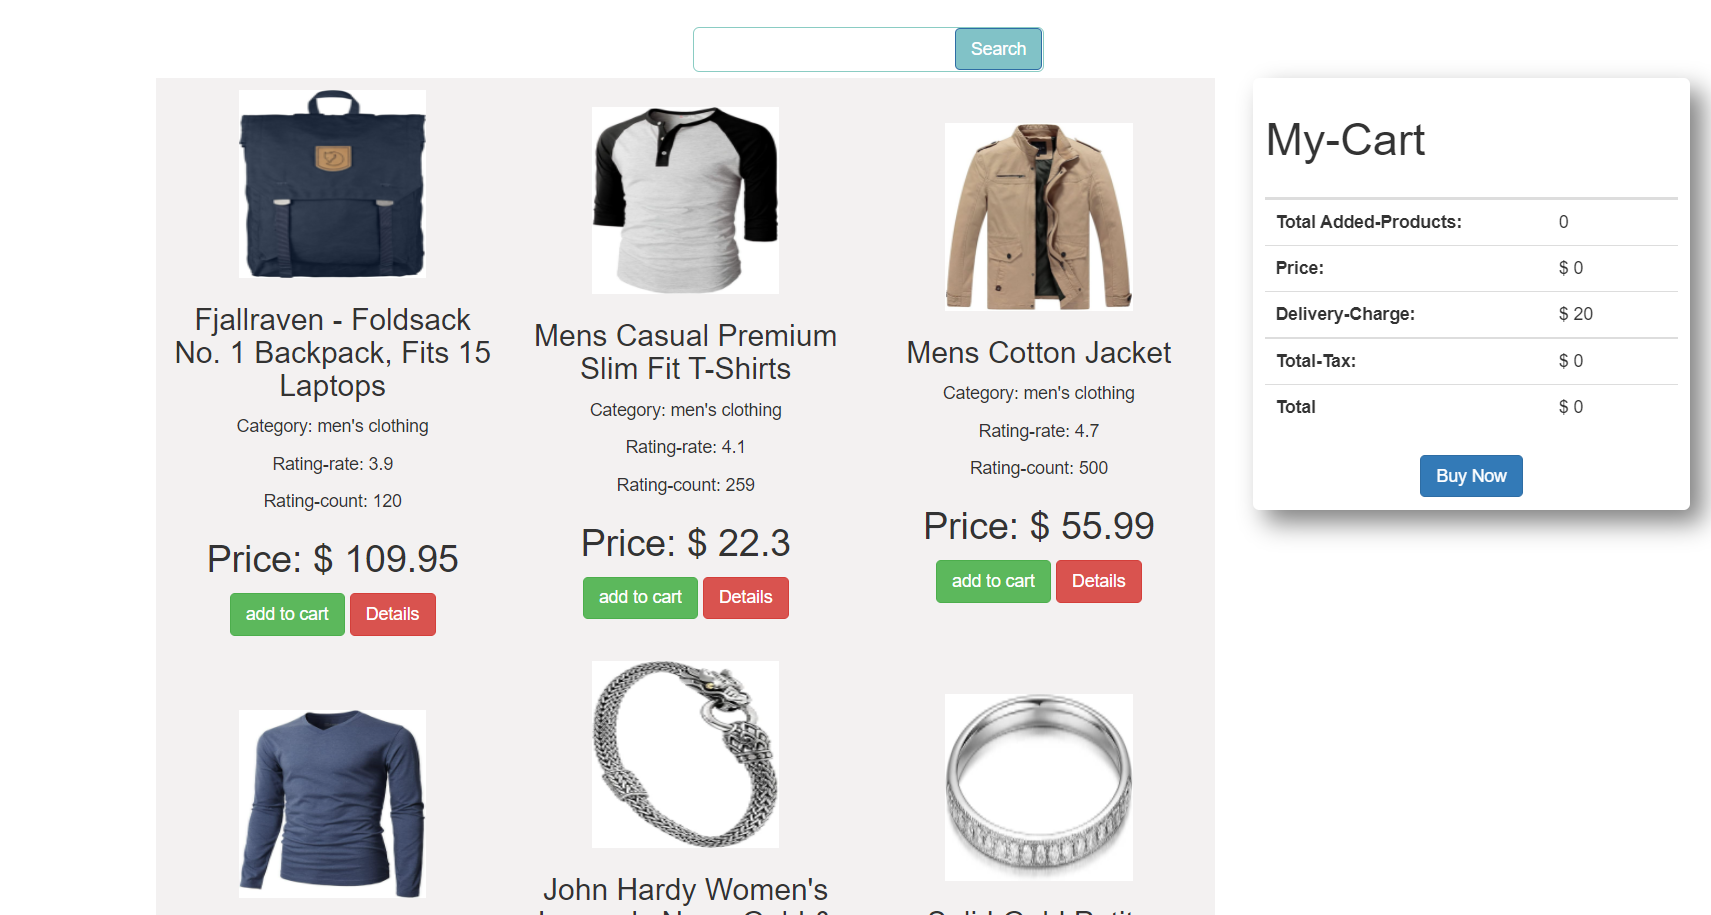 Search
Fjallraven - Foldsack
No. 1 Backpack, Fits 15
Laptops
Category: men's clothing
Rating-rate: 3.9
Rating-count: 120
Price: $ 109.95
add to cart Details
Mens Casual Premium
Slim Fit T-Shirts
Category: men's clothing
Rating-rate: 4.1
Rating-count: 259
Price: $ 22.3
add to cart Details
Mens Cotton Jacket
Category: men's clothing
Rating-rate: 4.7
Rating-count: 500
Price: $ 55.99
add to cart Details
John Hardy Women's
My-Cart
Total Added-Products: 0
Price: $ 0
Delivery-Charge: $ 20
Total-Tax: $ 0
Total $ 0
Buy Now